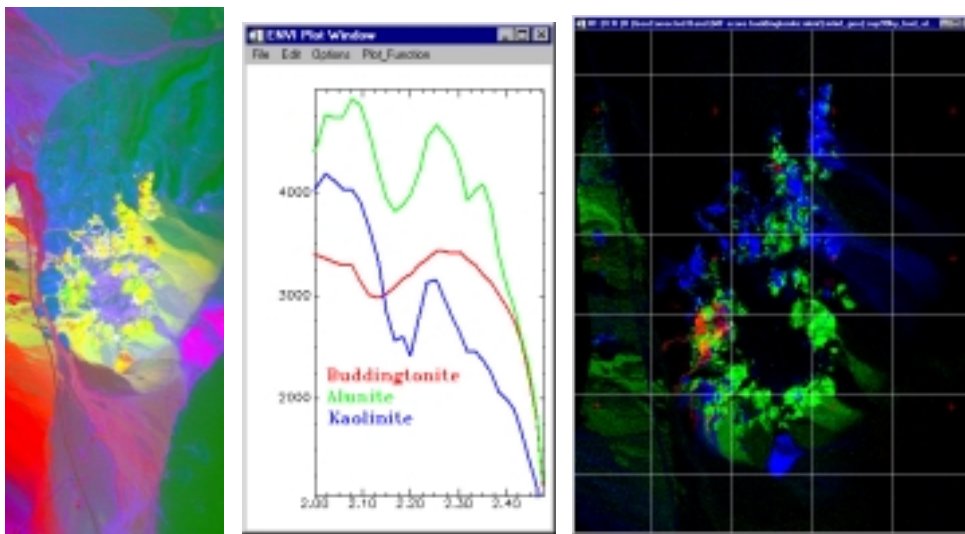 ENVI Plot Window
File Edit Options Plot_Function
4000
3000
2000
Buddingtonite
Alunite
Kaolinite
2.00 2.10 2.20 2.30 2.40